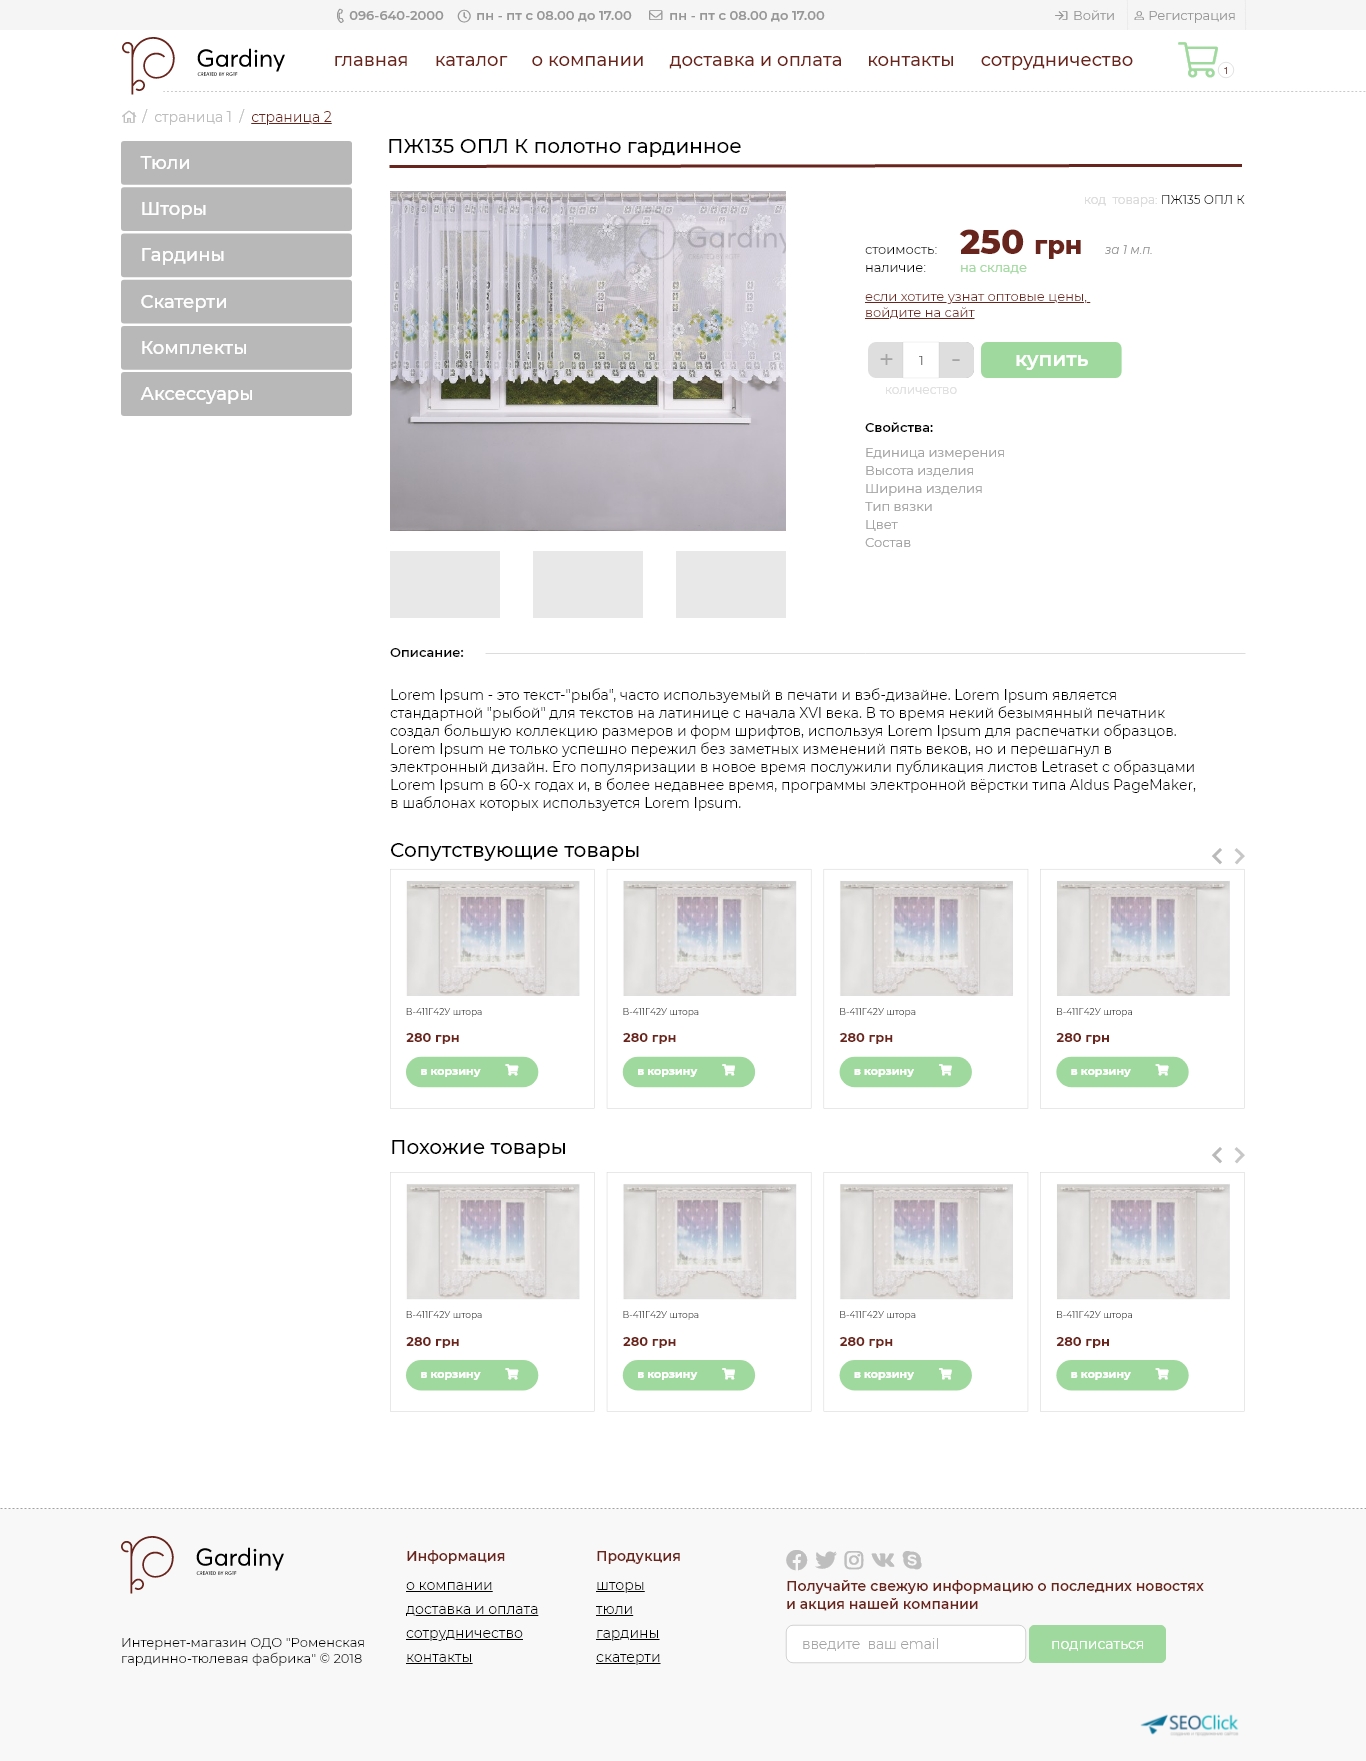 096-640-2000 пн - пт с 08.00 до 17.00 пн - пт с 08.00 до 17.00 Войти Регистрация
Gardiny
CREATED BY RGTF
главная каталог о компании доставка и оплата контакты сотрудничество
1
/ страница 1 / страница 2
Тюли
Шторы
Гардины
Скатерти
Комплекты
Аксессуары
ПЖ135 ОПЛ К полотно гардинное
Gardiny
код товара: ПЖ135 ОПЛ К
стоимость: 250 грн за 1 м.п.
наличие: на складе
если хотите узнат оптовые цены,
войдите на сайт
+ 1 - купить
количество
Свойства:
Единица измерения
Высота изделия
Ширина изделия
Тип вязки
Цвет
Состав
Описание:
Lorem Ipsum - это текст-"рыба", часто используемый в печати и вэб-дизайне. Lorem Ipsum является
стандартной "рыбой" для текстов на латинице с начала XVI века. В то время некий безымянный печатник
создал большую коллекцию размеров и форм шрифтов, используя Lorem Ipsum для распечатки образцов.
Lorem Ipsum не только успешно пережил без заметных изменений пять веков, но и перешагнул в
электронный дизайн. Его популяризации в новое время послужили публикация листов Letraset с образцами
Lorem Ipsum в 60-х годах и, в более недавнее время, программы электронной вёрстки типа Aldus PageMaker,
в шаблонах которых используется Lorem Ipsum.
Сопутствующие товары
В-411Г42У штора В-411Г42У штора В-411Г42У штора В-411Г42У штора
280 грн 280 грн 280 грн 280 грн
в корзину в корзину в корзину в корзину
Похожие товары
В-411Г42У штора В-411Г42У штора В-411Г42У штора В-411Г42У штора
280 грн 280 грн 280 грн 280 грн
в корзину в корзину в корзину в корзину
Gardiny
CREATED BY RGTF
Интернет-магазин ОДО "Роменская
гардинно-тюлевая фабрика" © 2018
Информация
о компании
доставка и оплата
сотрудничество
контакты
Продукция
шторы
тюли
гардины
скатерти
Получайте свежую информацию о последних новостях
и акция нашей компании
введите ваш email подписаться
SEOClick